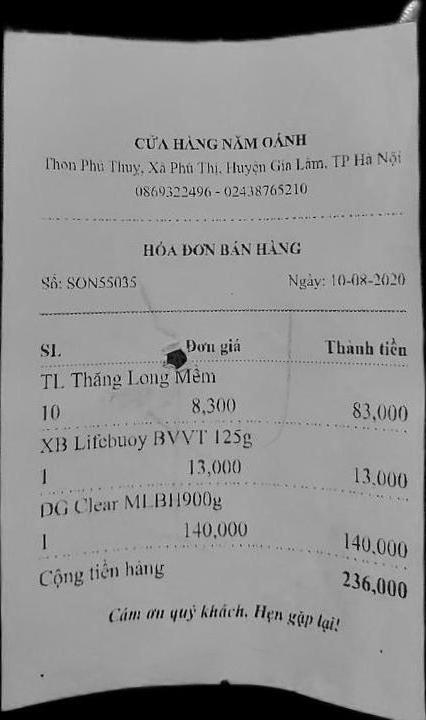 CỬA HÀNG NĂM OÁNH
Thôn Phú Thụy, Xã Phú Thị, Huyện Gia Lâm, TP Hà Nội
0869322496 - 02438765210
HÓA ĐƠN BÁN HÀNG
Số: SON55035 Ngày: 10-08-2020
SL Đơn giá Thành tiền
TL Thăng Long Mềm
10 8,300 83,000
XB Lifebuoy BVVT 125g
1 13,000 13,000
DG Clear MLBH900g
1 140,000 140,000
Cộng tiền hàng 236,000
Cảm ơn quý khách. Hẹn gặp lại!